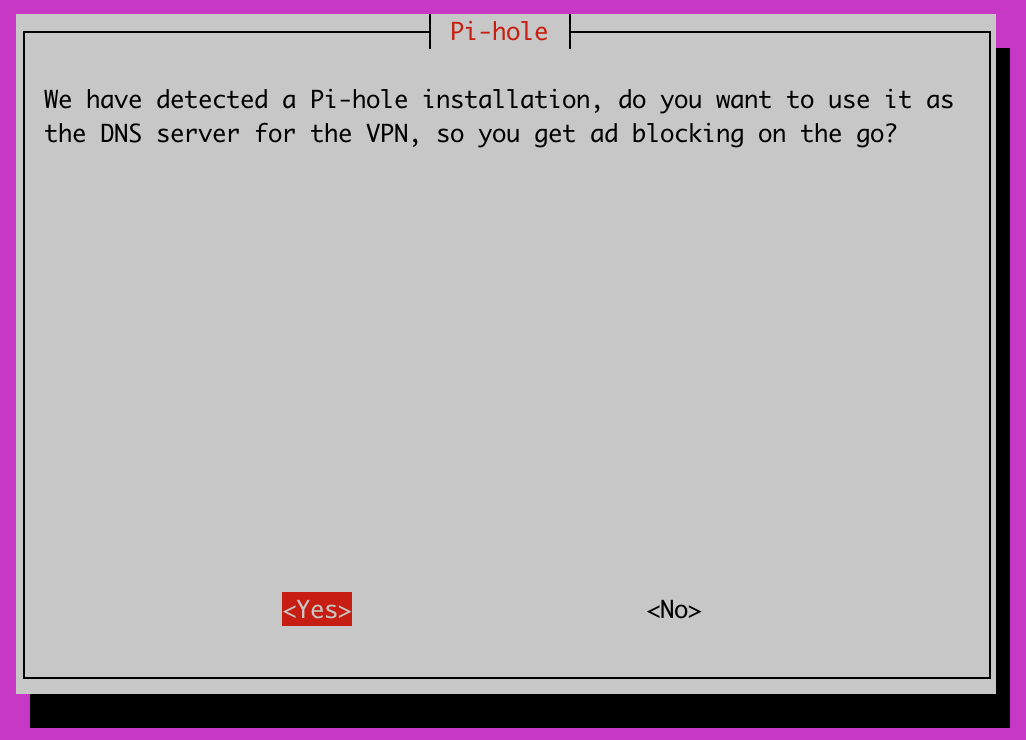 Pi-hole
We have detected a Pi-hole installation, do you want to use it as
the DNS server for the VPN, so you get ad blocking on the go?
<Yes> <No>